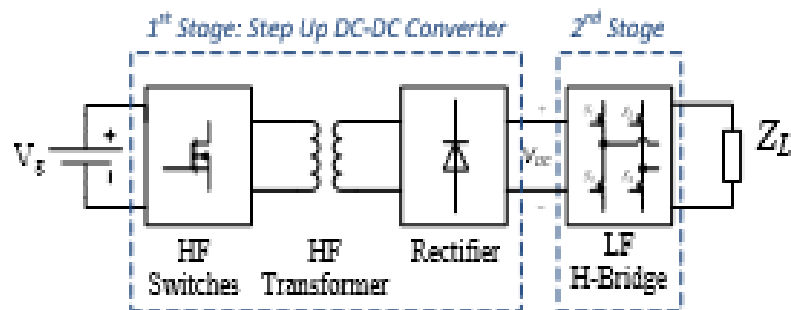 1st Stage: Step Up DC-DC Converter
2nd Stage
Vs
+
-
HF
Switches
HF
Transformer
Rectifier
+
VDC
-
LF
H-Bridge
ZL